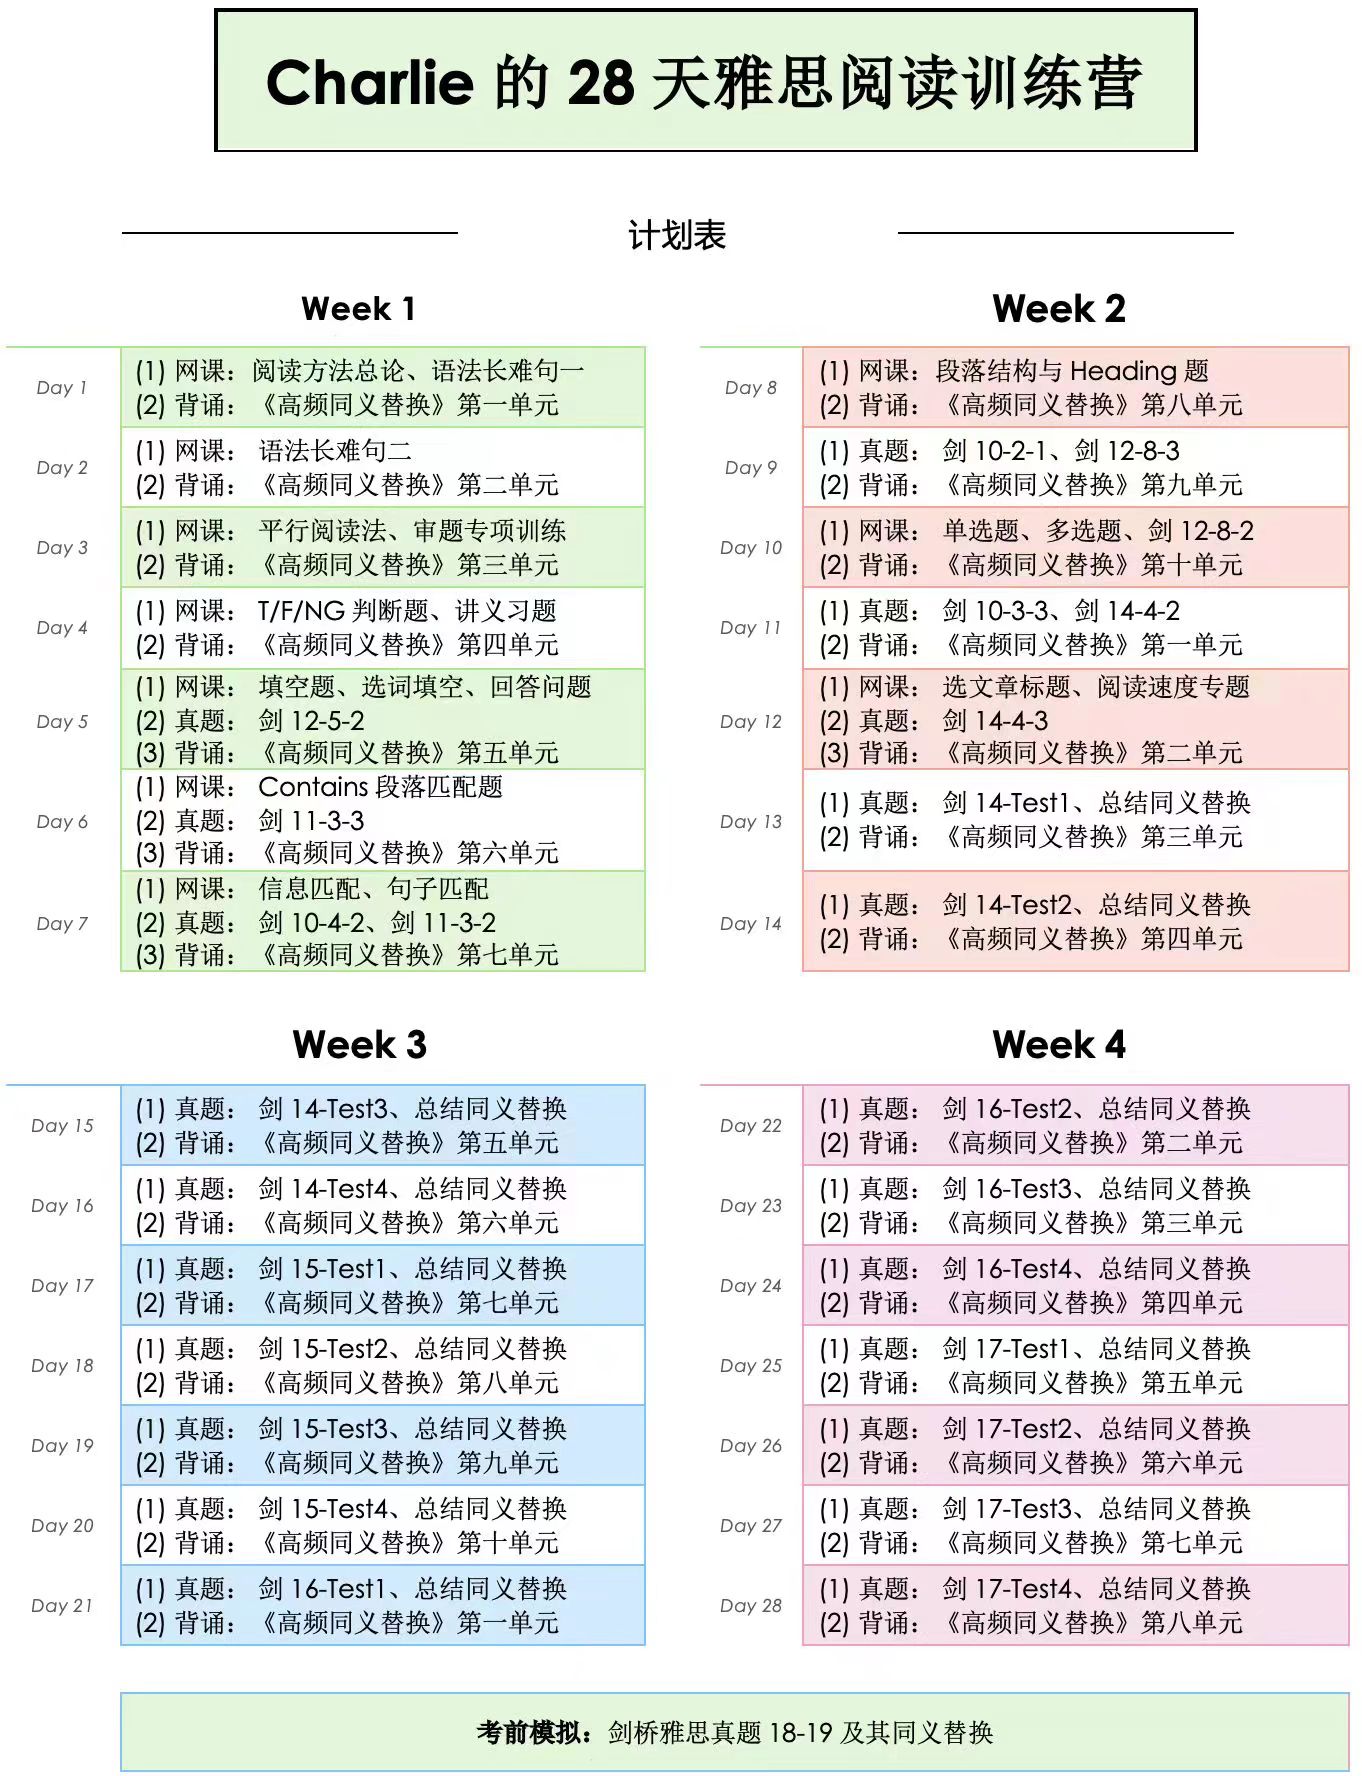 Charlie 的 28 天雅思阅读训练营
计划表
Week 1
Day 1
(1) 网课：阅读方法总论、语法长难句一
(2) 背诵：《高频同义替换》第一单元
Day 2
(1) 网课： 语法长难句二
(2) 背诵：《高频同义替换》第二单元
Day 3
(1) 网课： 平行阅读法、审题专项训练
(2) 背诵：《高频同义替换》第三单元
Day 4
(1) 网课： T/F/NG 判断题、讲义习题
(2) 背诵：《高频同义替换》第四单元
Day 5
(1) 网课： 填空题、选词填空、回答问题
(2) 真题： 剑 12-5-2
(3) 背诵：《高频同义替换》第五单元
Day 6
(1) 网课： Contains 段落匹配题
(2) 真题： 剑 11-3-3
(3) 背诵：《高频同义替换》第六单元
Day 7
(1) 网课： 信息匹配、句子匹配
(2) 真题： 剑 10-4-2、剑 11-3-2
(3) 背诵：《高频同义替换》第七单元
Week 2
Day 8
(1) 网课：段落结构与 Heading 题
(2) 背诵：《高频同义替换》第八单元
Day 9
(1) 真题： 剑 10-2-1、剑 12-8-3
(2) 背诵：《高频同义替换》第九单元
Day 10
(1) 网课： 单选题、多选题、剑 12-8-2
(2) 背诵：《高频同义替换》第十单元
Day 11
(1) 真题： 剑 10-3-3、剑 14-4-2
(2) 背诵：《高频同义替换》第一单元
Day 12
(1) 网课： 选文章标题、阅读速度专题
(2) 真题： 剑 14-4-3
(3) 背诵：《高频同义替换》第二单元
Day 13
(1) 真题： 剑 14-Test1、总结同义替换
(2) 背诵：《高频同义替换》第三单元
Day 14
(1) 真题： 剑 14-Test2、总结同义替换
(2) 背诵：《高频同义替换》第四单元
Week 3
Day 15
(1) 真题： 剑 14-Test3、总结同义替换
(2) 背诵：《高频同义替换》第五单元
Day 16
(1) 真题： 剑 14-Test4、总结同义替换
(2) 背诵：《高频同义替换》第六单元
Day 17
(1) 真题： 剑 15-Test1、总结同义替换
(2) 背诵：《高频同义替换》第七单元
Day 18
(1) 真题： 剑 15-Test2、总结同义替换
(2) 背诵：《高频同义替换》第八单元
Day 19
(1) 真题： 剑 15-Test3、总结同义替换
(2) 背诵：《高频同义替换》第九单元
Day 20
(1) 真题： 剑 15-Test4、总结同义替换
(2) 背诵：《高频同义替换》第十单元
Day 21
(1) 真题： 剑 16-Test1、总结同义替换
(2) 背诵：《高频同义替换》第一单元
Week 4
Day 22
(1) 真题： 剑 16-Test2、总结同义替换
(2) 背诵：《高频同义替换》第二单元
Day 23
(1) 真题： 剑 16-Test3、总结同义替换
(2) 背诵：《高频同义替换》第三单元
Day 24
(1) 真题： 剑 16-Test4、总结同义替换
(2) 背诵：《高频同义替换》第四单元
Day 25
(1) 真题： 剑 17-Test1、总结同义替换
(2) 背诵：《高频同义替换》第五单元
Day 26
(1) 真题： 剑 17-Test2、总结同义替换
(2) 背诵：《高频同义替换》第六单元
Day 27
(1) 真题： 剑 17-Test3、总结同义替换
(2) 背诵：《高频同义替换》第七单元
Day 28
(1) 真题： 剑 17-Test4、总结同义替换
(2) 背诵：《高频同义替换》第八单元
考前模拟：剑桥雅思真题 18-19 及其同义替换